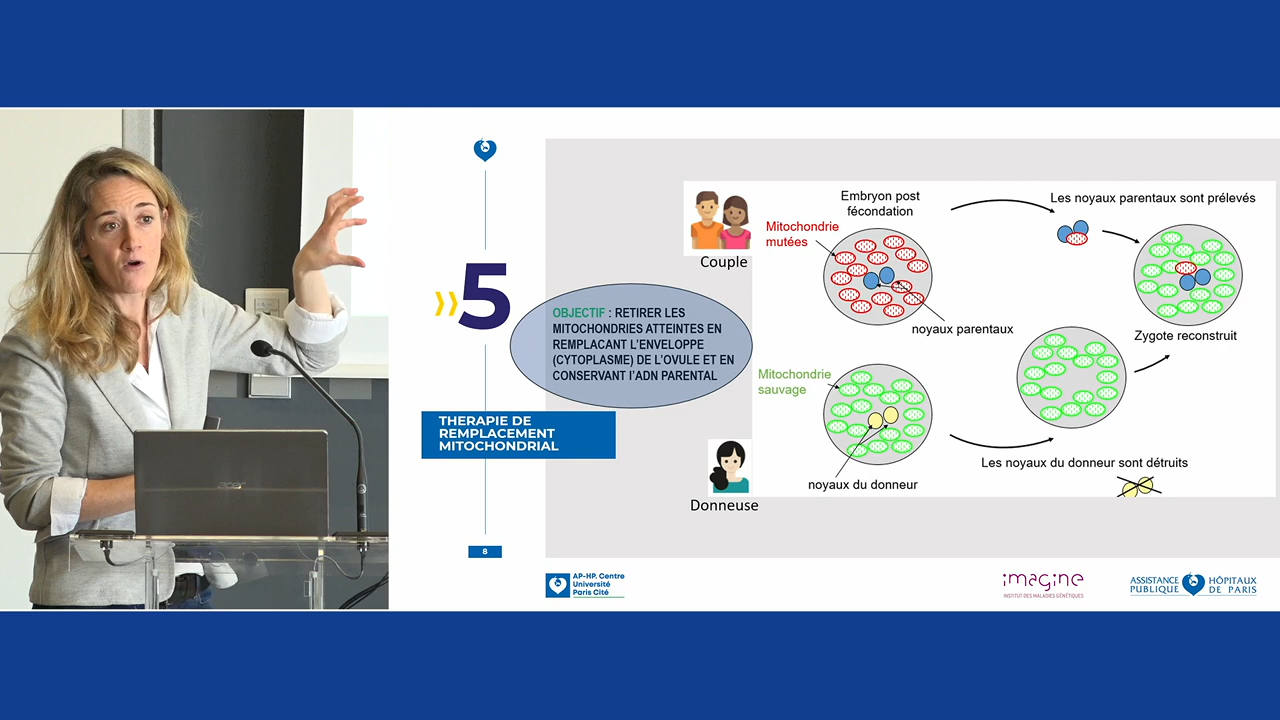 5
OBJECTIF : RETIRER LES
MITOCHONDRIES ATTEINTES EN
REMPLACANT L'ENVELOPPE
(CYTOPLASME) DE L'OVULE ET EN
CONSERVANT l'ADN PARENTAL
THERAPIE DE
REMPLACEMENT
MITOCHONDRIAL
8
Couple
Donneuse
Embryon post
fécondation
Mitochondrie
mutées
noyaux parentaux
Les noyaux parentaux sont prélevés
Zygote reconstruit
Mitochondrie
sauvage
noyaux du donneur
Les noyaux du donneur sont détruits
acer
AP-HP. Centre
Université
Paris Cité
imagine
INSTITUT DES MALADIES GÉNÉTIQUES
ASSISTANCE
PUBLIQUE
HÔPITAUX
DE PARIS